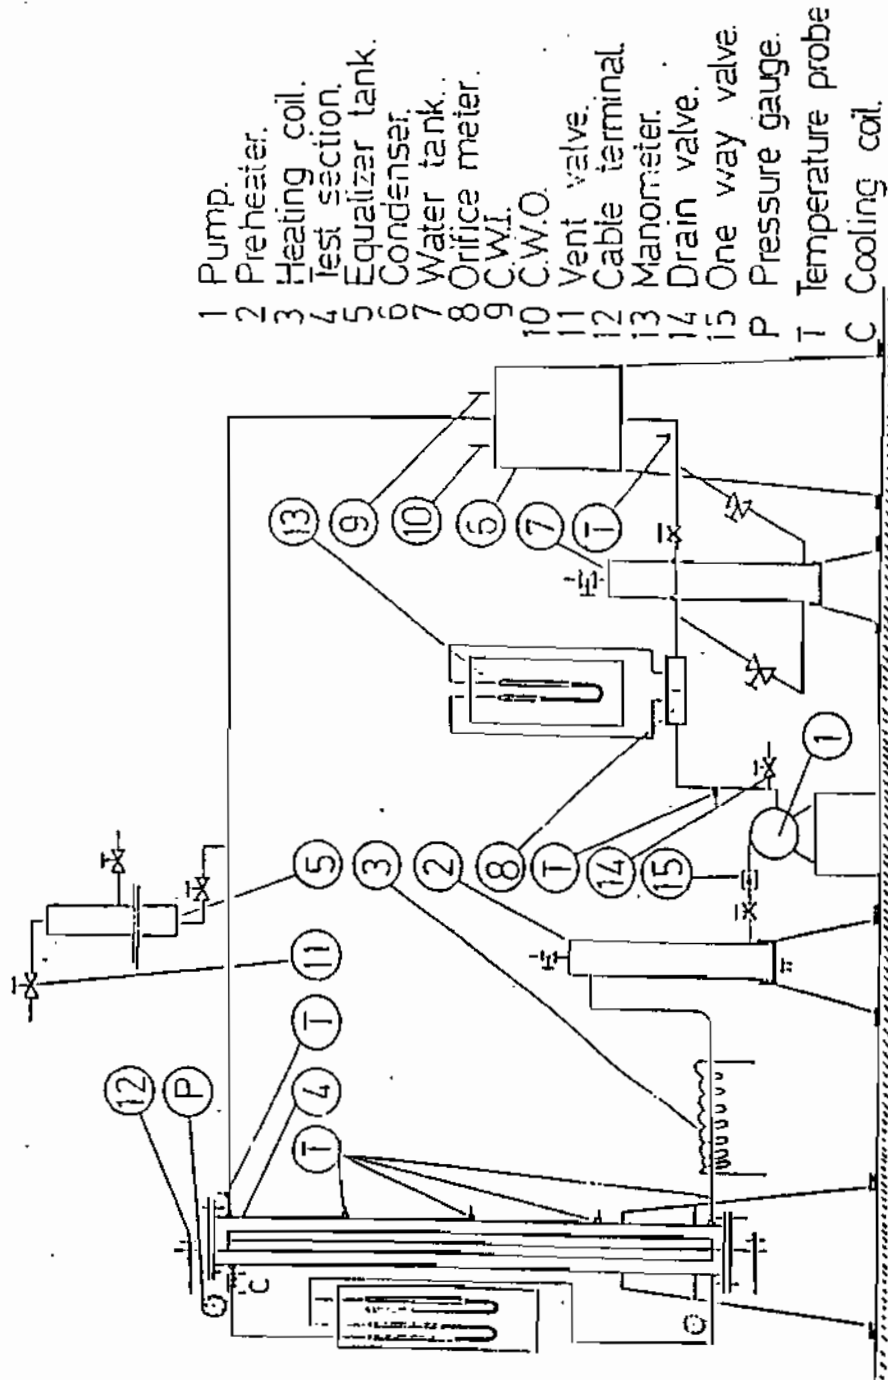 1 Pump.
2 Preheater.
3 Heating coil.
4 Test section.
5 Equalizer tank.
6 Condenser.
7 Water tank.
8 Orifice meter.
9 C.W.I.
10 C.W.O.
11 Vent valve.
12 Cable terminal
13 Manometer.
14 Drain valve.
15 One way valve.
P Pressure gauge.
T Temperature probe
C Cooling coil.
13
9
10
6
7
T
5
3
2
8
T
14
15
1
11
T
4
T
12
P
C